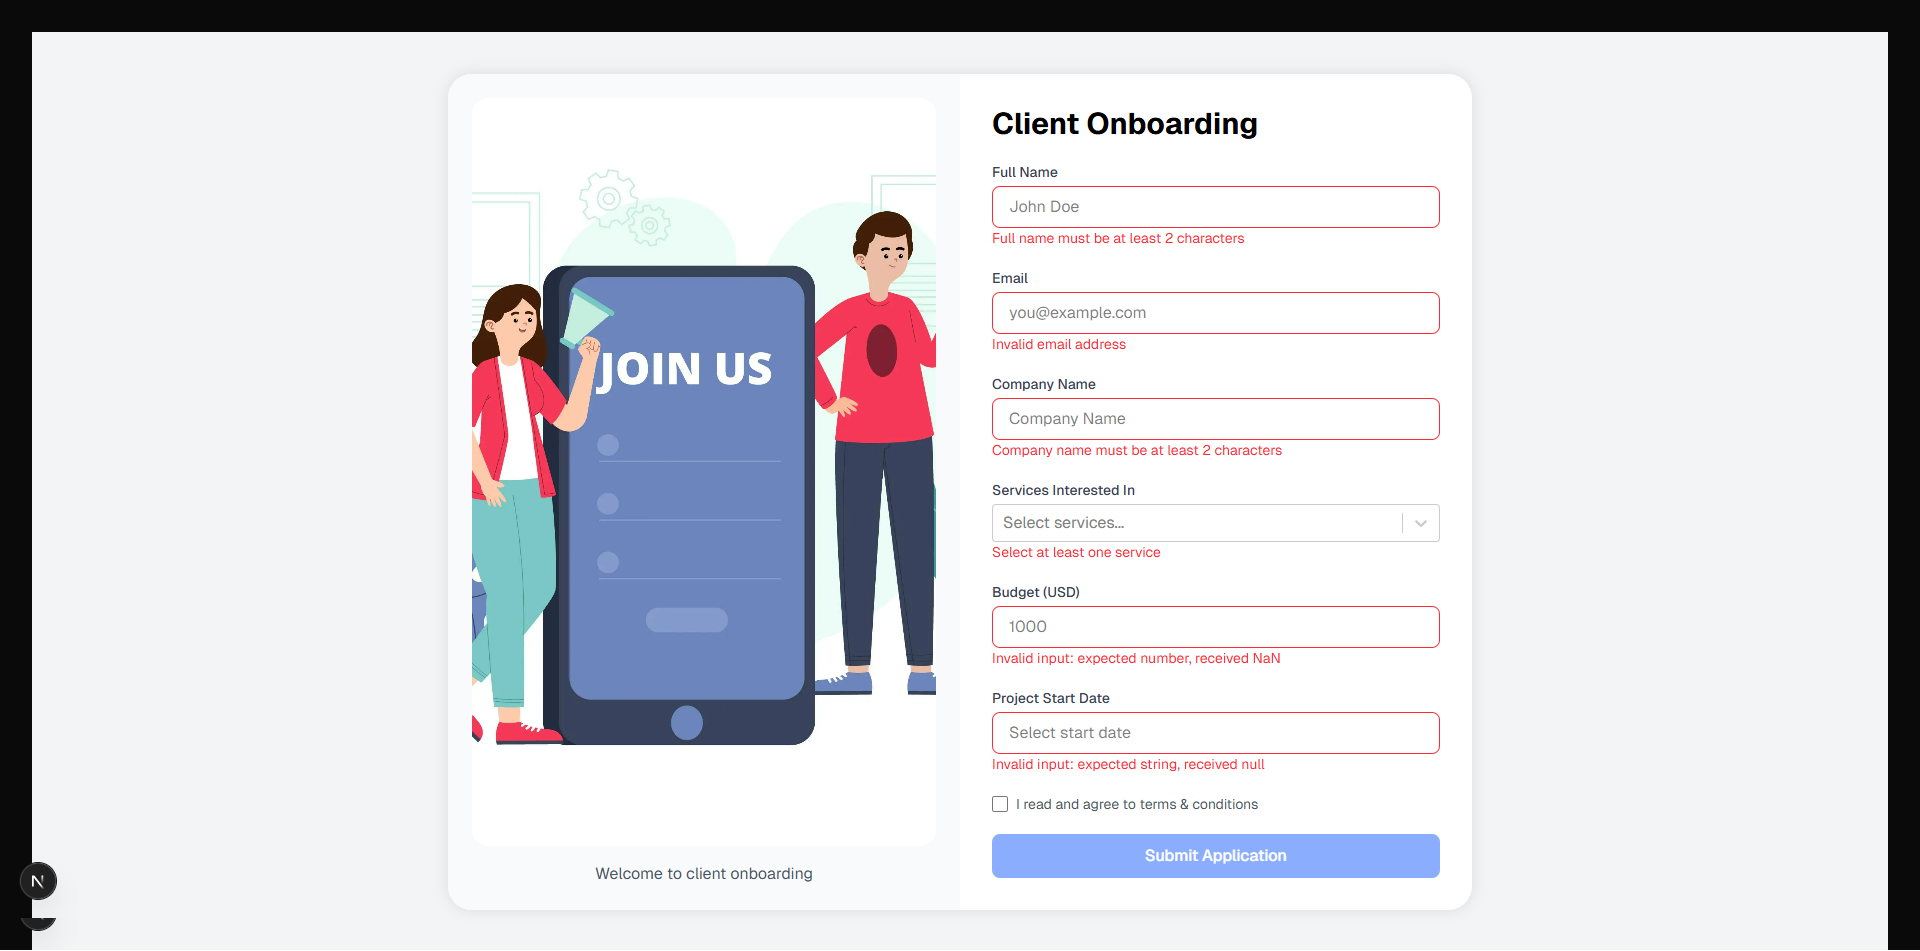 JOIN US
Welcome to client onboarding
Client Onboarding
Full Name
John Doe
Full name must be at least 2 characters
Email
you@example.com
Invalid email address
Company Name
Company Name
Company name must be at least 2 characters
Services Interested In
Select services...
Select at least one service
Budget (USD)
1000
Invalid input: expected number, received NaN
Project Start Date
Select start date
Invalid input: expected string, received null
I read and agree to terms & conditions
Submit Application
N